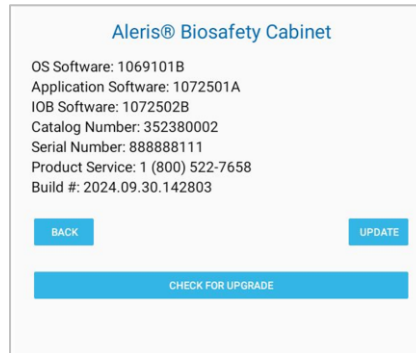 Aleris® Biosafety Cabinet
OS Software: 1069101B
Application Software: 1072501A
IOB Software: 1072502B
Catalog Number: 352380002
Serial Number: 888888111
Product Service: 1 (800) 522-7658
Build #: 2024.09.30.142803
BACK
UPDATE
CHECK FOR UPGRADE